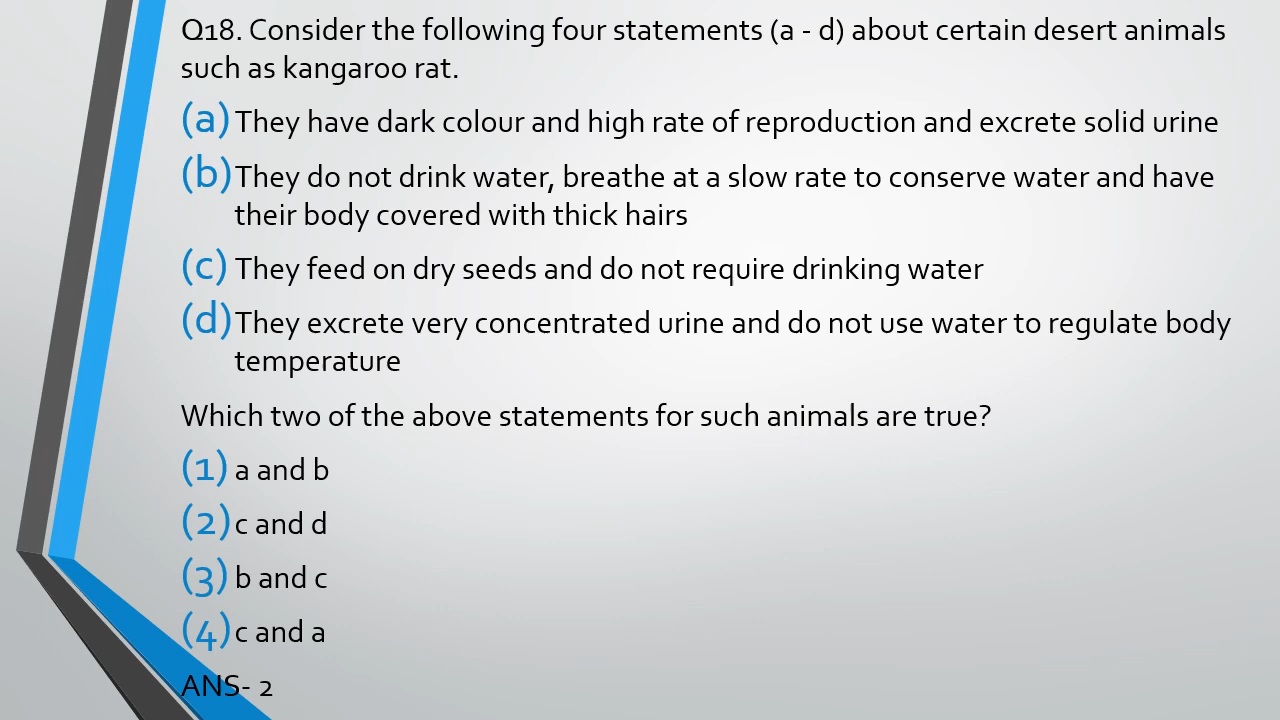 Q18. Consider the following four statements (a - d) about certain desert animals
such as kangaroo rat.
(a) They have dark colour and high rate of reproduction and excrete solid urine
(b) They do not drink water, breathe at a slow rate to conserve water and have
their body covered with thick hairs
(c) They feed on dry seeds and do not require drinking water
(d) They excrete very concentrated urine and do not use water to regulate body
temperature
Which two of the above statements for such animals are true?
(1) a and b
(2) c and d
(3) b and c
(4) c and a
ANS- 2